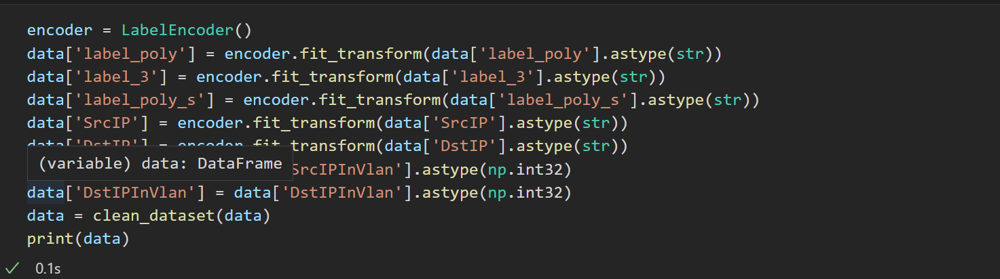 encoder = LabelEncoder()
data['label_poly'] = encoder.fit_transform(data['label_poly'].astype(str))
data['label_3'] = encoder.fit_transform(data['label_3'].astype(str))
data['label_poly_s'] = encoder.fit_transform(data['label_poly_s'].astype(str))
data['SrcIP'] = encoder.fit_transform(data['SrcIP'].astype(str))
data['DstIP'] = encoder.fit_transform(data['DstIP'].astype(str))
(variable) data: DataFrame
SrcIPInVlan'].astype(np.int32)
data['DstIPInVlan'] = data['DstIPInVlan'].astype(np.int32)
data = clean_dataset(data)
print(data)
0.1s